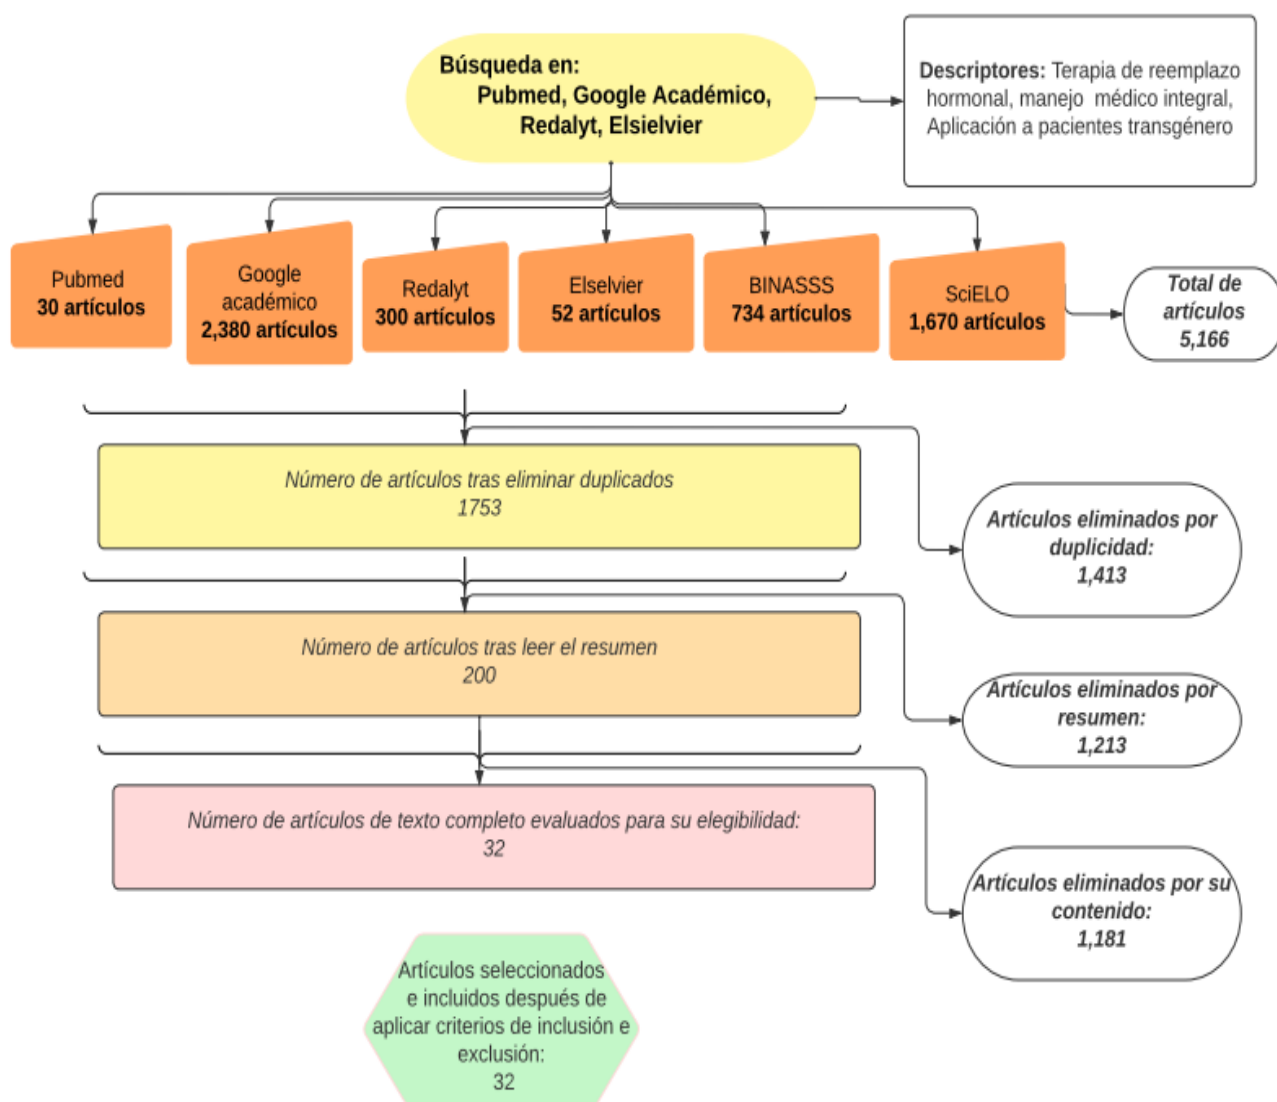 Búsqueda en:
Pubmed, Google Académico,
Redalyt, Elsielvier
Descriptores: Terapia de reemplazo
hormonal, manejo médico integral,
Aplicación a pacientes transgénero
Pubmed
30 artículos
Google
académico
2,380 artículos
Redalyt
300 artículos
Elselvier
52 artículos
BINASSS
734 artículos
SciELO
1,670 artículos
Total de
artículos
5,166
Número de artículos tras eliminar duplicados
1753
Artículos eliminados por
duplicidad:
1,413
Número de artículos tras leer el resumen
200
Artículos eliminados por
resumen:
1,213
Número de artículos de texto completo evaluados para su elegibilidad:
32
Artículos eliminados por su
contenido:
1,181
Artículos seleccionados
e incluidos después de
aplicar criterios de inclusión e
exclusión:
32